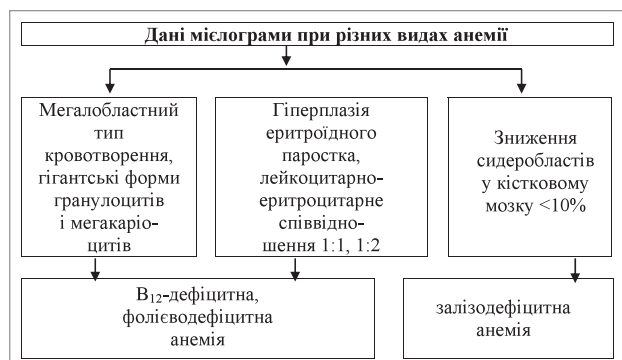 Дані мієлограми при різних видах анемії
Мегалобластний
тип
кровотворення,
гігантські форми
гранулоцитів
і мегакаріо-
цитів
Гіперплазія
еритроїдного
паростка,
лейкоцитарно-
еритроцитарне
співвідно-
шення 1:1, 1:2
Зниження
сидеробластів
у кістковому
мозку <10%
В₁₂-дефіцитна,
фолієводефіцитна
анемія
залізодефіцитна
анемія